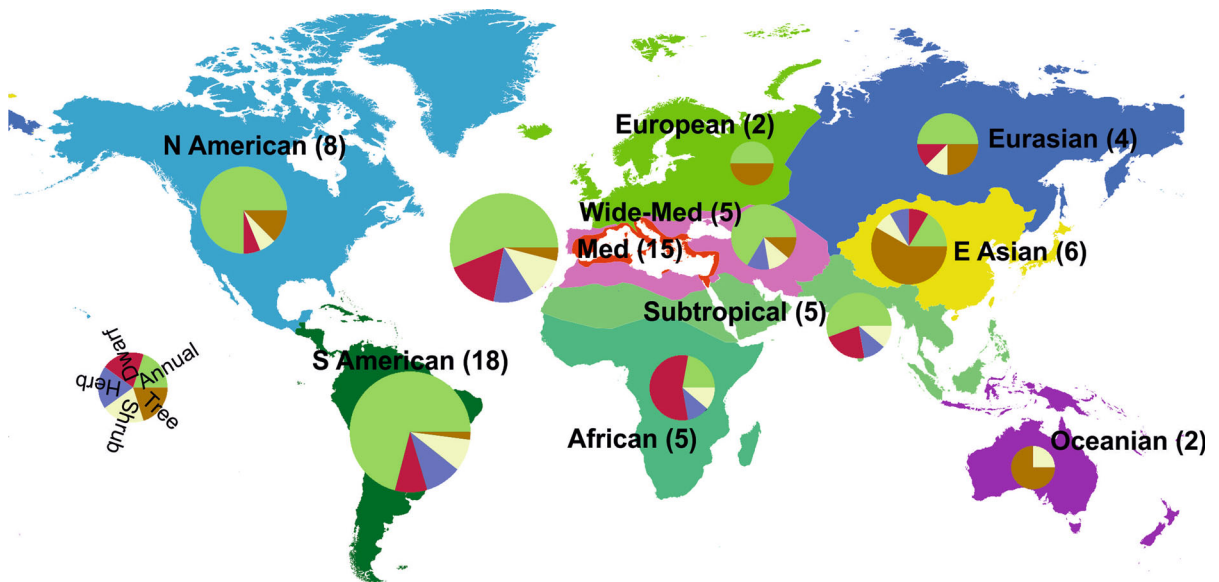 European (2)
Eurasian (4)
N American (8)
Wide-Med (5)
Med (15)
E Asian (6)
Subtropical (5)
S American (18)
Dwarf
Annual
Herb
Tree
Shrub
African (5)
Oceanian (2)